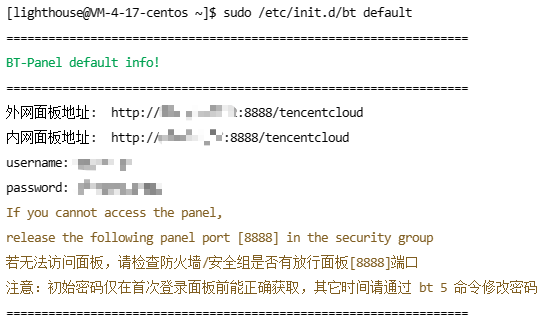 [lighthouse@VM-4-17-centos ~]$ sudo /etc/init.d/bt default
==================================================================
BT-Panel default info!
==================================================================
外网面板地址: http://:8888/tencentcloud
内网面板地址: http://:8888/tencentcloud
username:
password:
If you cannot access the panel,
release the following panel port [8888] in the security group
若无法访问面板，请检查防火墙/安全组是否有放行面板[8888]端口
注意：初始密码仅在首次登录面板前能正确获取，其它时间请通过 bt 5 命令修改密码
==================================================================